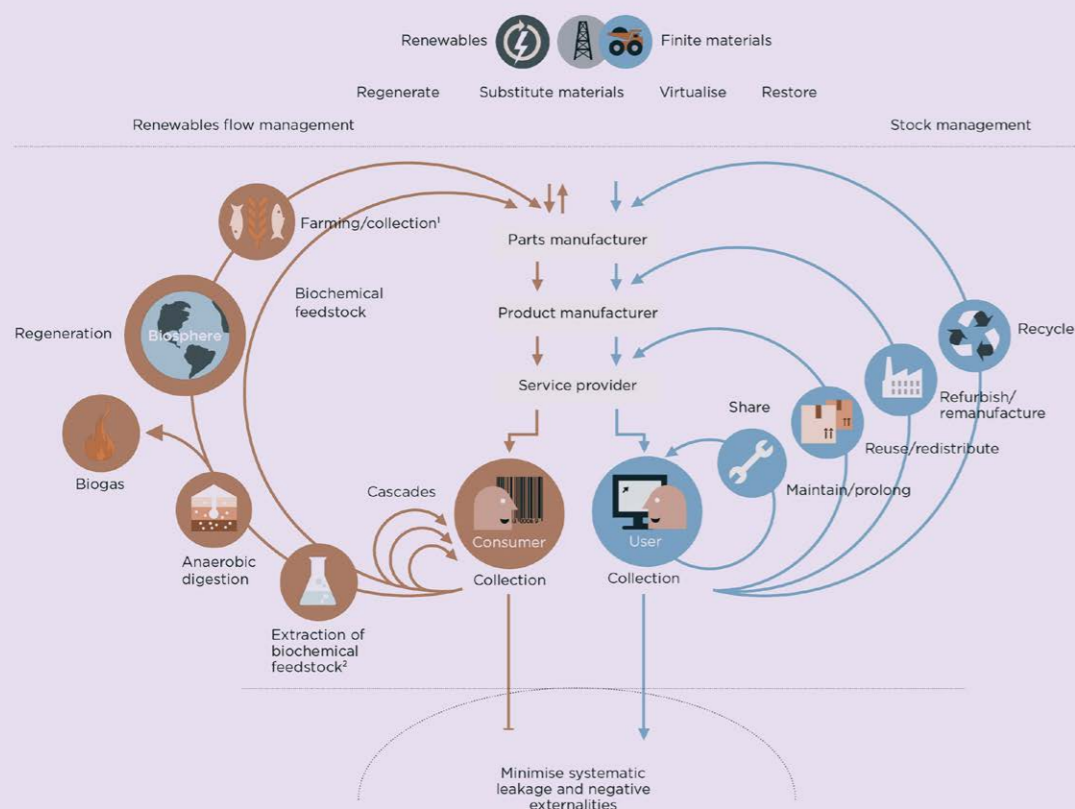 Renewables
Finite materials
Regenerate
Substitute materials
Virtualise
Restore
Renewables flow management
Stock management
Farming/collection¹
Parts manufacturer
Biochemical
feedstock
Regeneration
Biosphere
Product manufacturer
Recycle
Service provider
Share
Refurbish/
remanufacture
Reuse/redistribute
Biogas
Cascades
Maintain/prolong
Consumer
User
Anaerobic
digestion
Collection
Collection
Extraction of
biochemical
feedstock²
Minimise systematic
leakage and negative
externalities